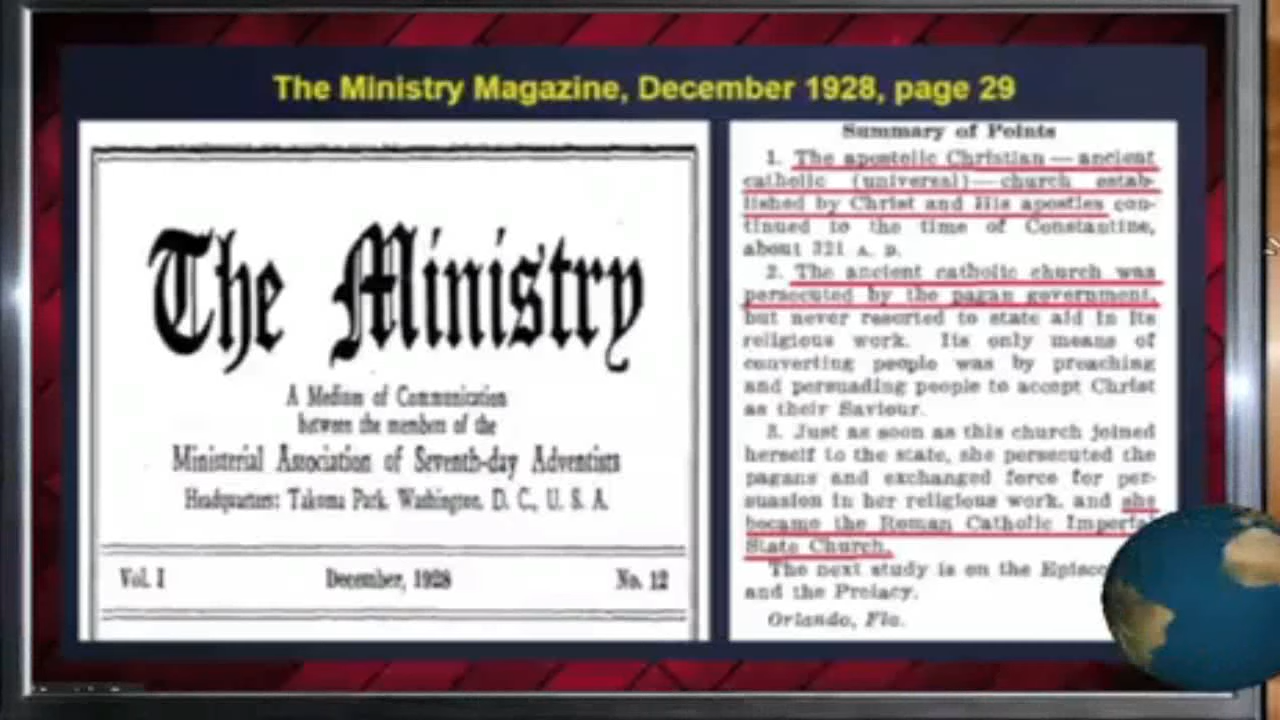 The Ministry Magazine, December 1928, page 29
The Ministry
A Medium of Communication
between the members of the
Ministerial Association of Seventh-day Adventists
Headquarters: Takoma Park, Washington, D. C., U. S. A.
Vol. I December, 1928 No. 12
Summary of Points
1. The apostolic Christian — ancient
catholic (universal) — church estab-
lished by Christ and His apostles con-
tinued to the time of Constantine,
about 321 A. D.
2. The ancient catholic church was
persecuted by the pagan government,
but never resorted to state aid in its
religious work. Its only means of
converting people was by preaching
and persuading people to accept Christ
as their Saviour.
3. Just as soon as this church joined
herself to the state, she persecuted the
pagans and exchanged force for per-
suasion in her religious work, and she
became the Roman Catholic Imperia
State Church.
The next study is on the Episco
and the Prelacy.
Orlando, Fla.